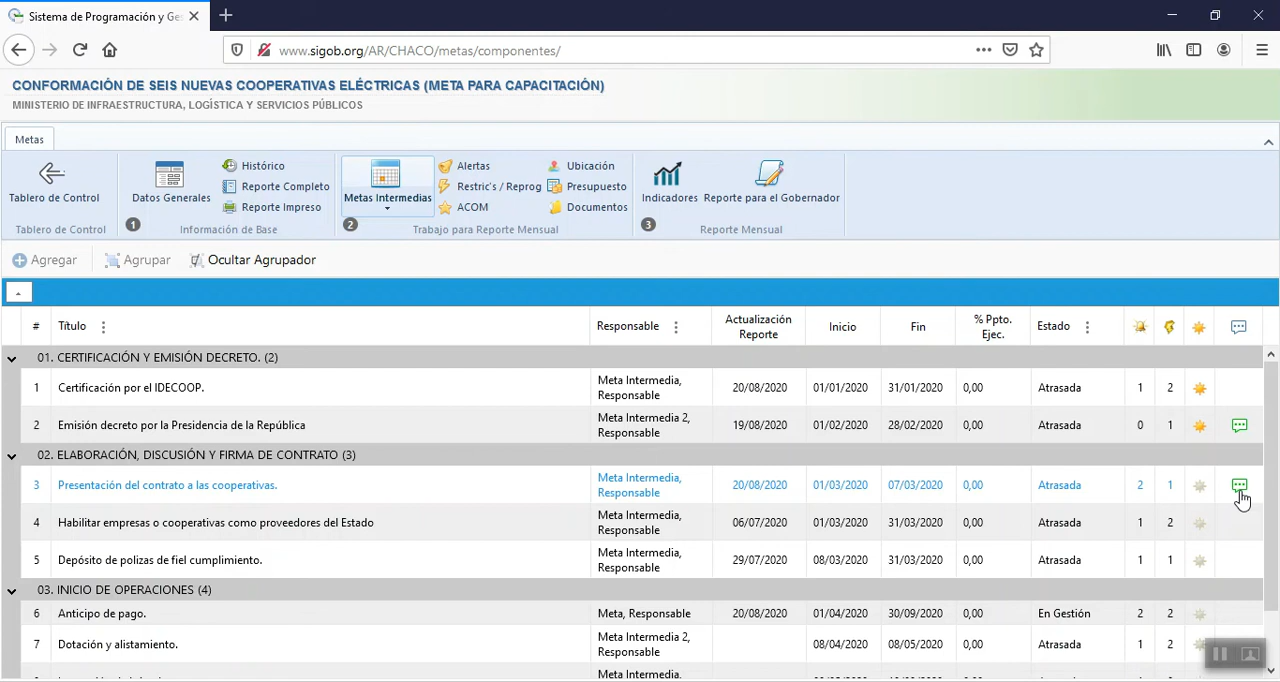 Sistema de Programación y Ges
www.sigob.org/AR/CHACO/metas/componentes/
CONFORMACIÓN DE SEIS NUEVAS COOPERATIVAS ELÉCTRICAS (META PARA CAPACITACIÓN)
MINISTERIO DE INFRAESTRUCTURA, LOGÍSTICA Y SERVICIOS PÚBLICOS
Metas
Tablero de Control
Tablero de Control
Datos Generales
Histórico
Reporte Completo
Reporte Impreso
1 Información de Base
Metas Intermedias
Alertas
Restric's / Reprog
ACOM
Ubicación
Presupuesto
Documentos
2 Trabajo para Reporte Mensual
Indicadores
Reporte para el Gobernador
3 Reporte Mensual
Agregar Agrupar Ocultar Agrupador
# Título Responsable Actualización Reporte Inicio Fin % Ppto. Ejec. Estado
01. CERTIFICACIÓN Y EMISIÓN DECRETO. (2)
1 Certificación por el IDECOOP. Meta Intermedia, Responsable 20/08/2020 01/01/2020 31/01/2020 0,00 Atrasada 1 2
2 Emisión decreto por la Presidencia de la República Meta Intermedia 2, Responsable 19/08/2020 01/02/2020 28/02/2020 0,00 Atrasada 0 1
02. ELABORACIÓN, DISCUSIÓN Y FIRMA DE CONTRATO (3)
3 Presentación del contrato a las cooperativas. Meta Intermedia, Responsable 20/08/2020 01/03/2020 07/03/2020 0,00 Atrasada 2 1
4 Habilitar empresas o cooperativas como proveedores del Estado Meta Intermedia, Responsable 06/07/2020 01/03/2020 31/03/2020 0,00 Atrasada 1 2
5 Depósito de polizas de fiel cumplimiento. Meta Intermedia, Responsable 29/07/2020 08/03/2020 31/03/2020 0,00 Atrasada 1 1
03. INICIO DE OPERACIONES (4)
6 Anticipo de pago. Meta, Responsable 20/08/2020 01/04/2020 30/09/2020 0,00 En Gestión 2 2
7 Dotación y alistamiento. Meta Intermedia 2, Responsable 08/04/2020 08/05/2020 0,00 Atrasada 1 2
Meta Intermedia,